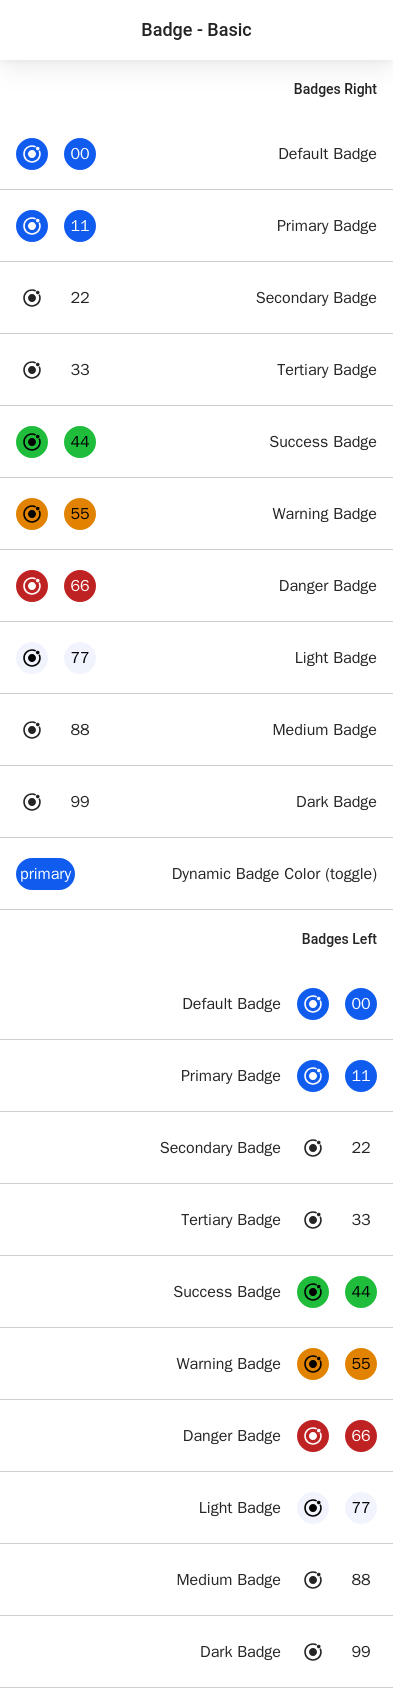 Badge - Basic
Badges Right
00 Default Badge
11 Primary Badge
22 Secondary Badge
33 Tertiary Badge
44 Success Badge
55 Warning Badge
66 Danger Badge
77 Light Badge
88 Medium Badge
99 Dark Badge
primary Dynamic Badge Color (toggle)
Badges Left
Default Badge 00
Primary Badge 11
Secondary Badge 22
Tertiary Badge 33
Success Badge 44
Warning Badge 55
Danger Badge 66
Light Badge 77
Medium Badge 88
Dark Badge 99